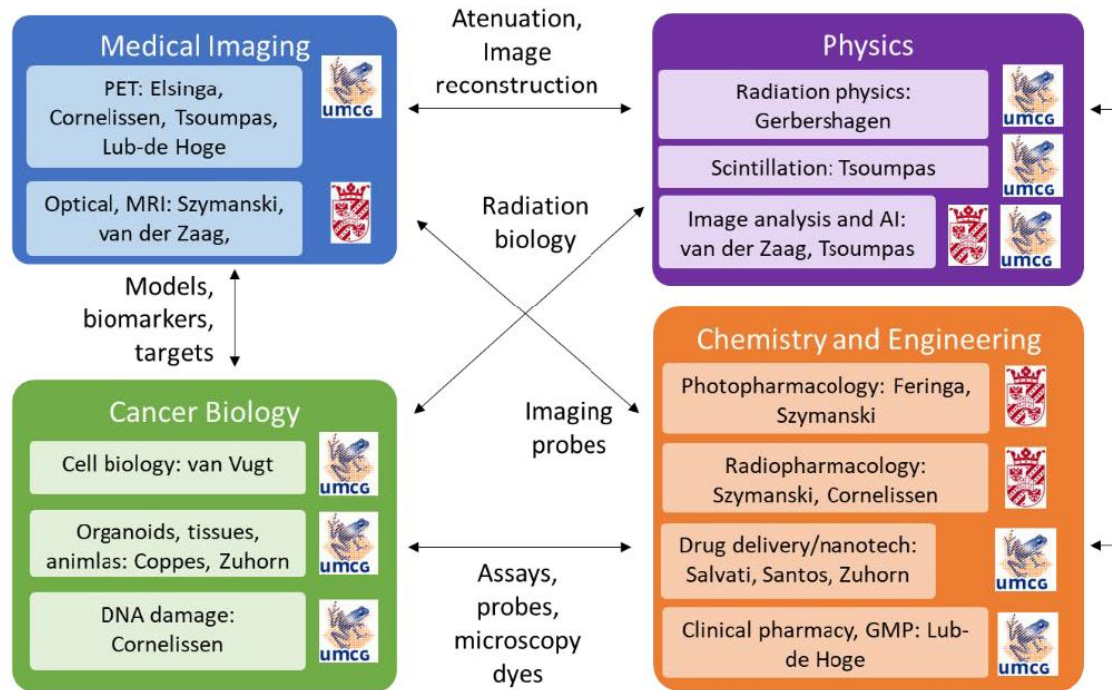 Medical Imaging
PET: Elsinga,
Cornelissen, Tsoumpas,
Lub-de Hoge
umcg
Optical, MRI: Szymanski,
van der Zaag,
Atenuation,
Image
reconstruction
Physics
Radiation physics:
Gerbershagen
umcg
Scintillation: Tsoumpas
umcg
Image analysis and AI:
van der Zaag, Tsoumpas
umcg
Radiation
biology
Models,
biomarkers,
targets
Imaging
probes
Cancer Biology
Cell biology: van Vugt
umcg
Organoids, tissues,
animlas: Coppes, Zuhorn
umcg
DNA damage:
Cornelissen
umcg
Assays,
probes,
microscopy
dyes
Chemistry and Engineering
Photopharmacology: Feringa,
Szymanski
Radiopharmacology:
Szymanski, Cornelissen
Drug delivery/nanotech:
Salvati, Santos, Zuhorn
umcg
Clinical pharmacy, GMP: Lub-
de Hoge
umcg